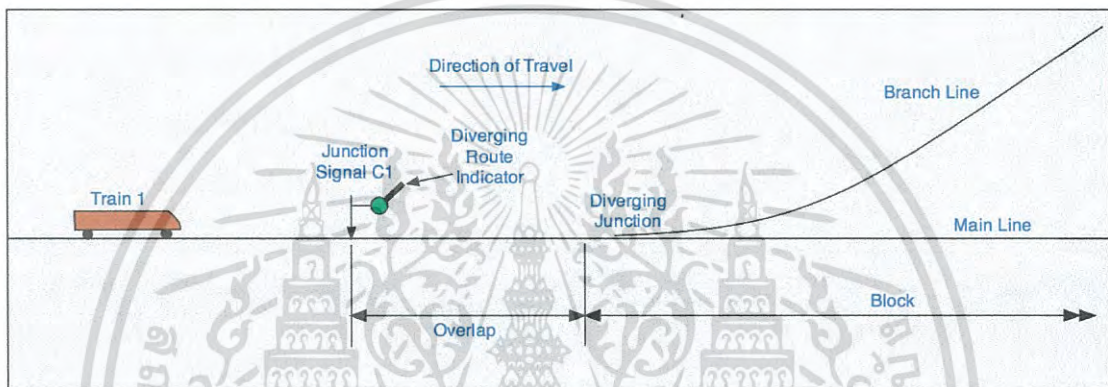 Direction of Travel
Branch Line
Junction
Signal C1
Diverging
Route
Indicator
Train 1
Diverging
Junction
Main Line
Block
Overlap